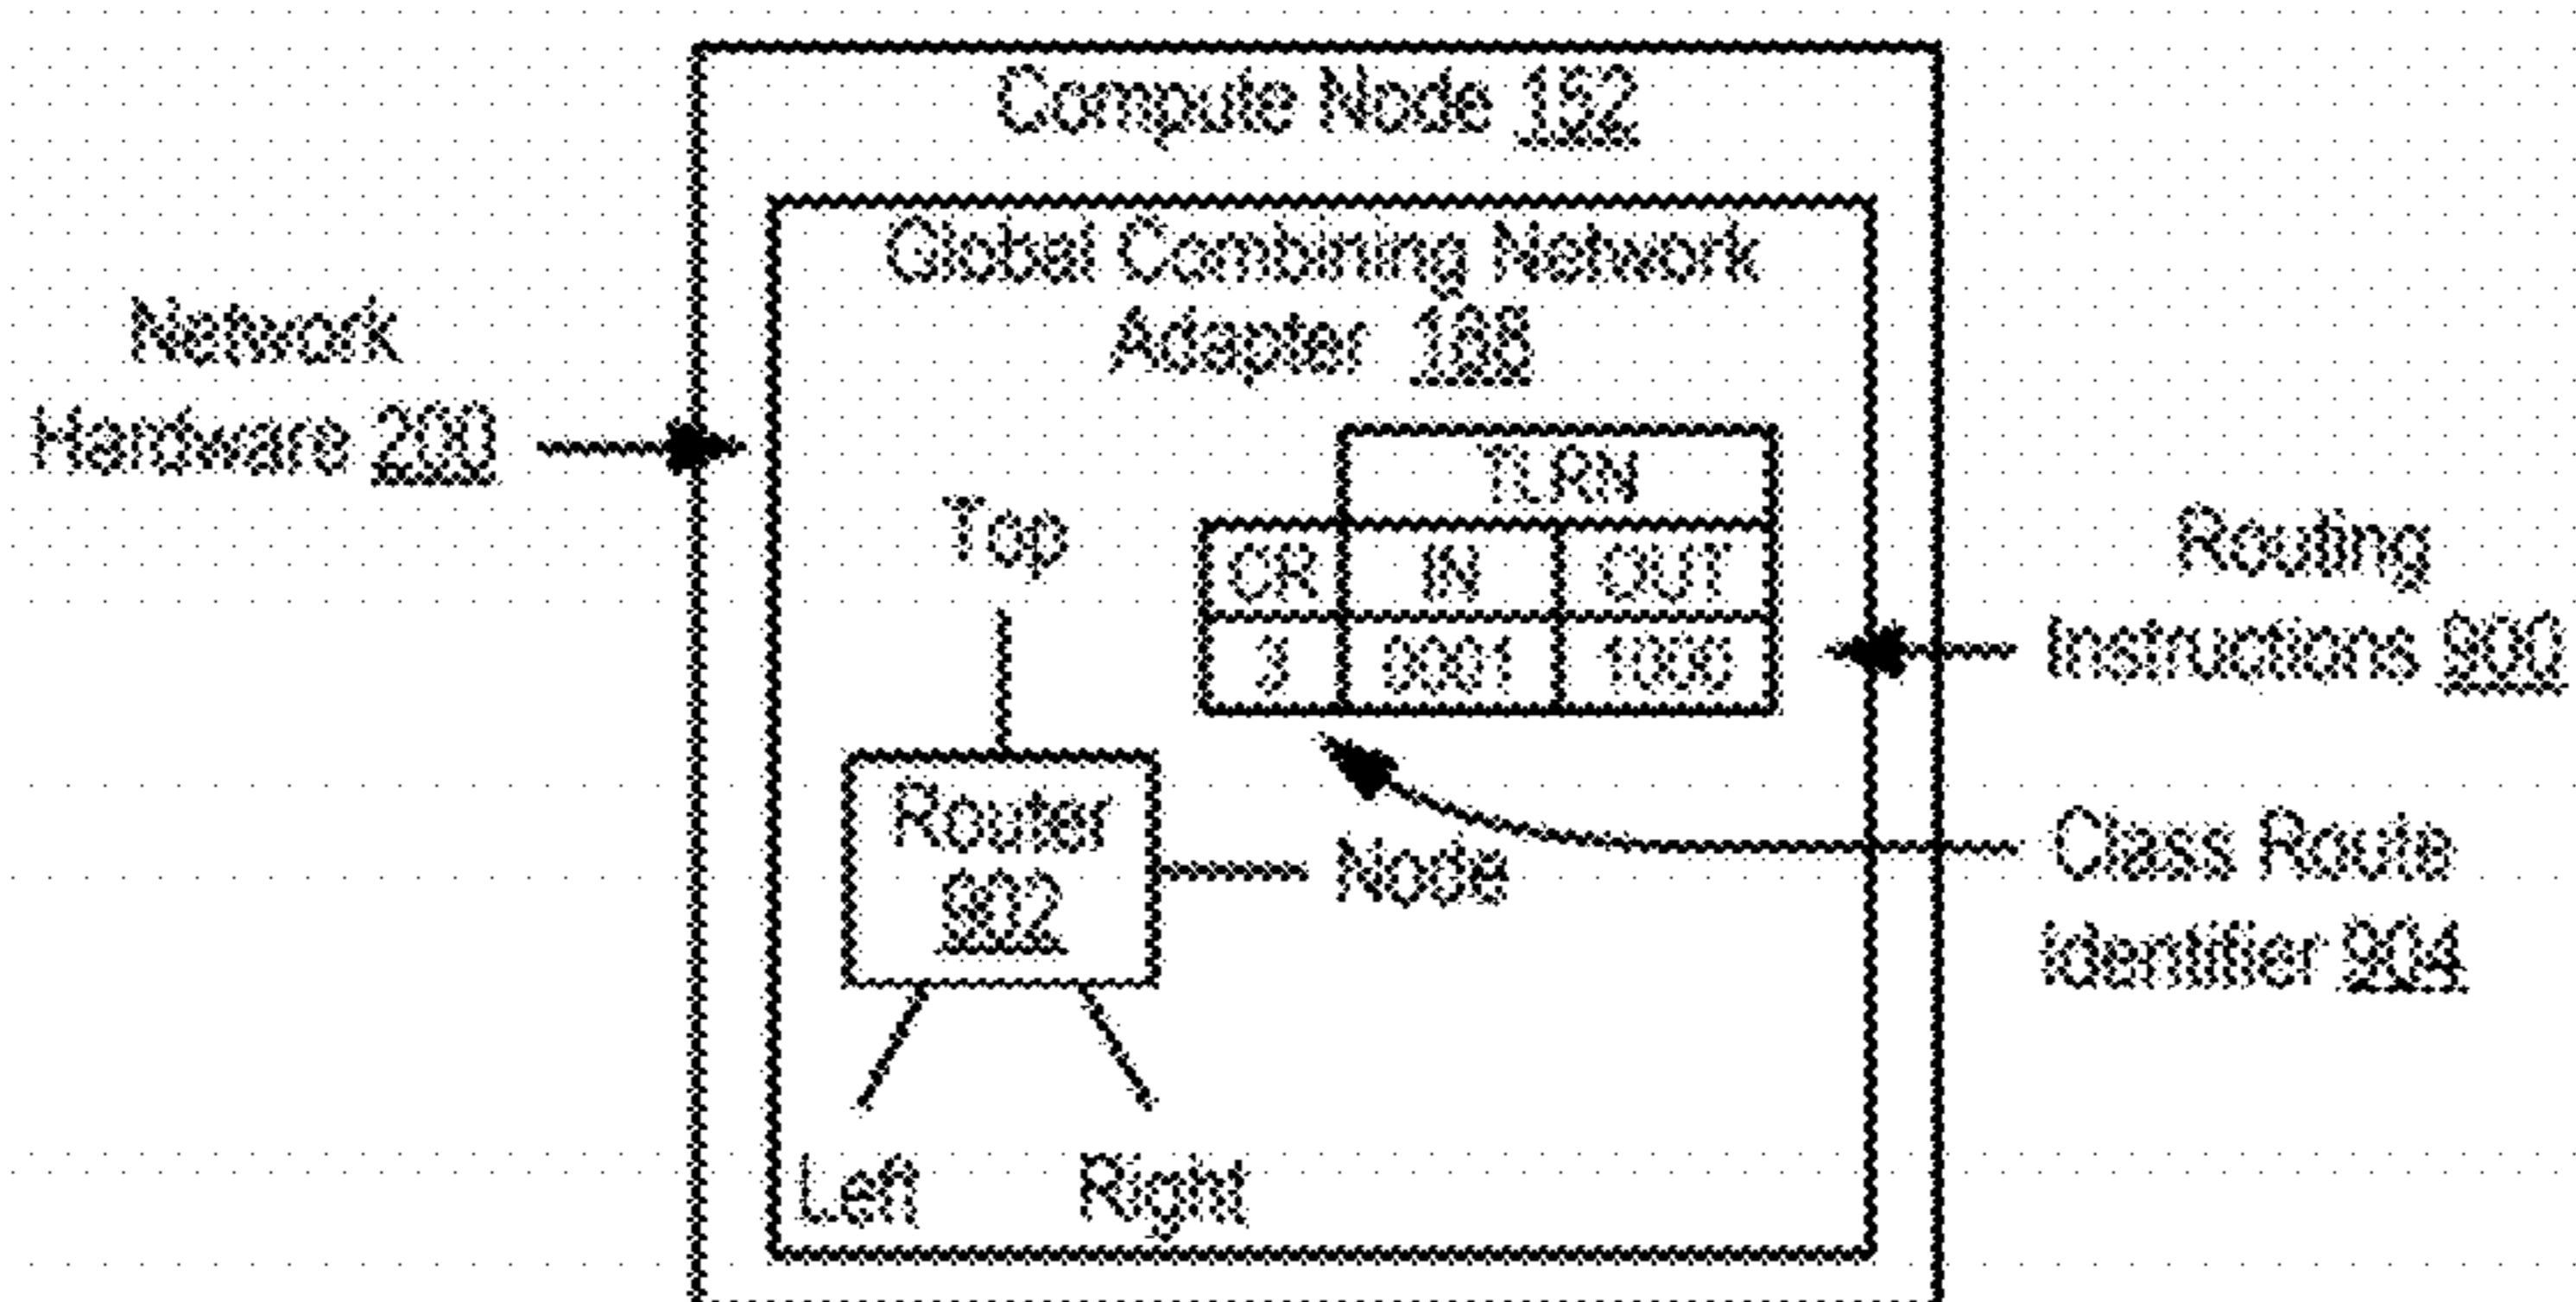 Compute Node 152
Global Combining Network
Adapter 188
Network
Hardware 200
TLRN
CR IN OUT
3 0001 1000
Top
Router
902
Node
Left
Right
Routing
Instructions 900
Class Route
Identifier 904